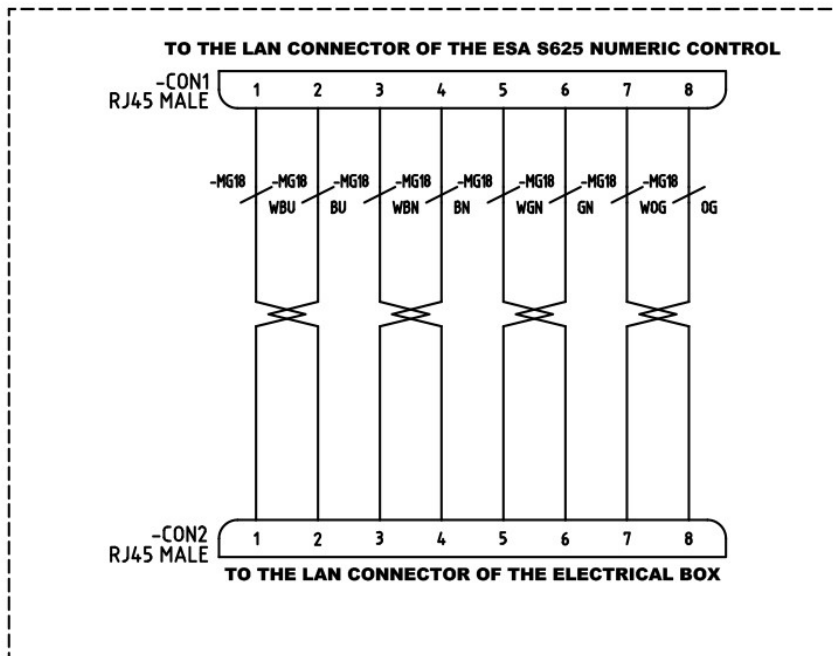 TO THE LAN CONNECTOR OF THE ESA S625 NUMERIC CONTROL
-CON1
RJ45 MALE
1 2 3 4 5 6 7 8
-MG18 -MG18 -MG18 -MG18 -MG18 -MG18 -MG18 -MG18
WBU BU WBN BN WGN GN WOG OG
-CON2
RJ45 MALE
1 2 3 4 5 6 7 8
TO THE LAN CONNECTOR OF THE ELECTRICAL BOX